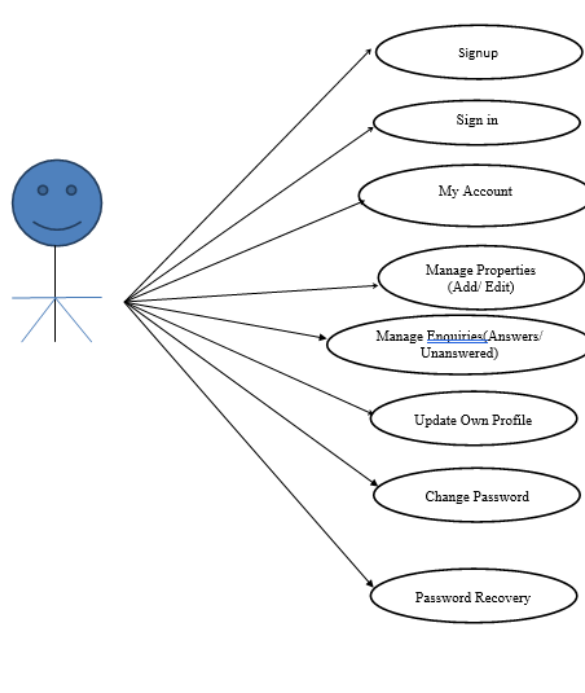 Signup
Sign in
My Account
Manage Properties
(Add/ Edit)
Manage Enquiries(Answers/
Unanswered)
Update Own Profile
Change Password
Password Recovery